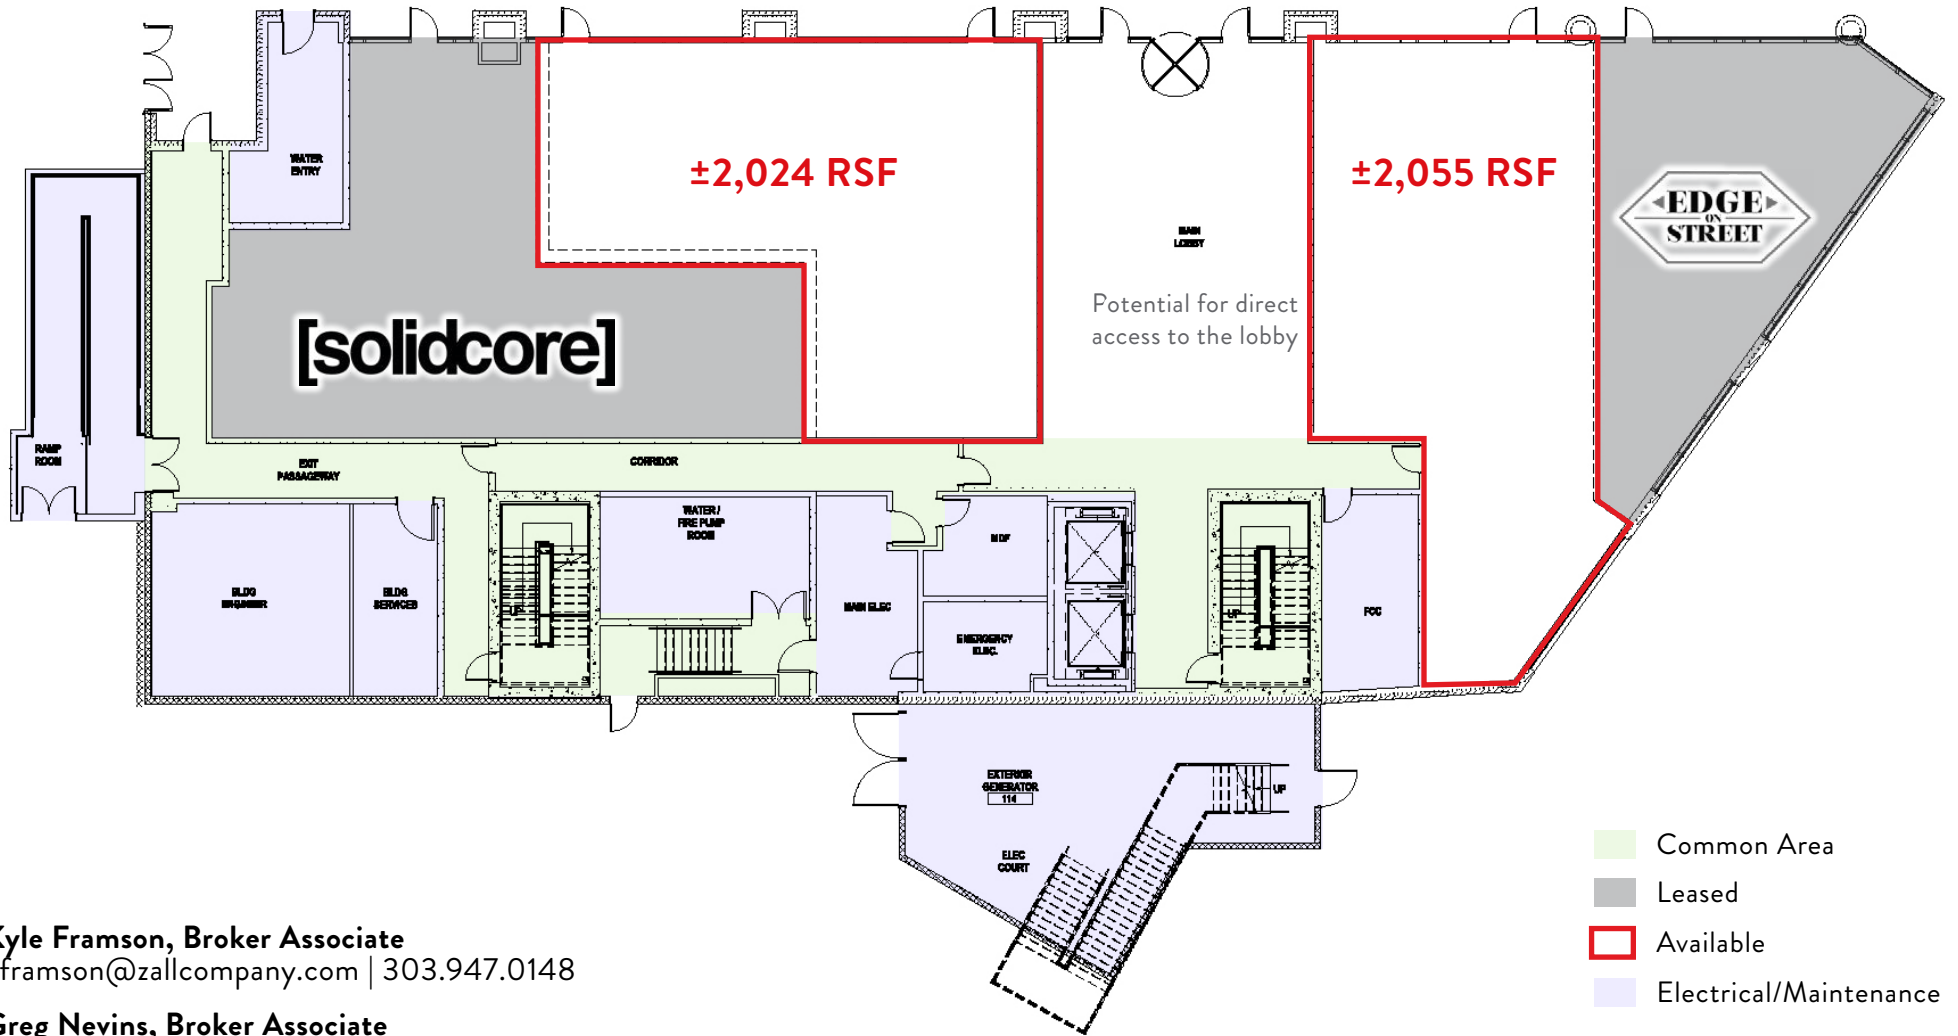 WATER
ENTRY
±2,024 RSF
±2,055 RSF
EDGE
ON
STREET
MAIN
LOBBY
Potential for direct
access to the lobby
[solidcore]
RAMP
ROOM
EXIT
PASSAGEWAY
CORRIDOR
WATER /
FIRE PUMP
ROOM
MDF
BLDG
ENGINEER
BLDG
SERVICES
UP
MAIN ELEC
EMERGENCY
ELEC.
UP
FCC
EXTERIOR
GENERATOR
114
UP
ELEC
COURT
Common Area
Leased
Available
Electrical/Maintenance
Kyle Framson, Broker Associate
framson@zallcompany.com | 303.947.0148
Greg Nevins, Broker Associate